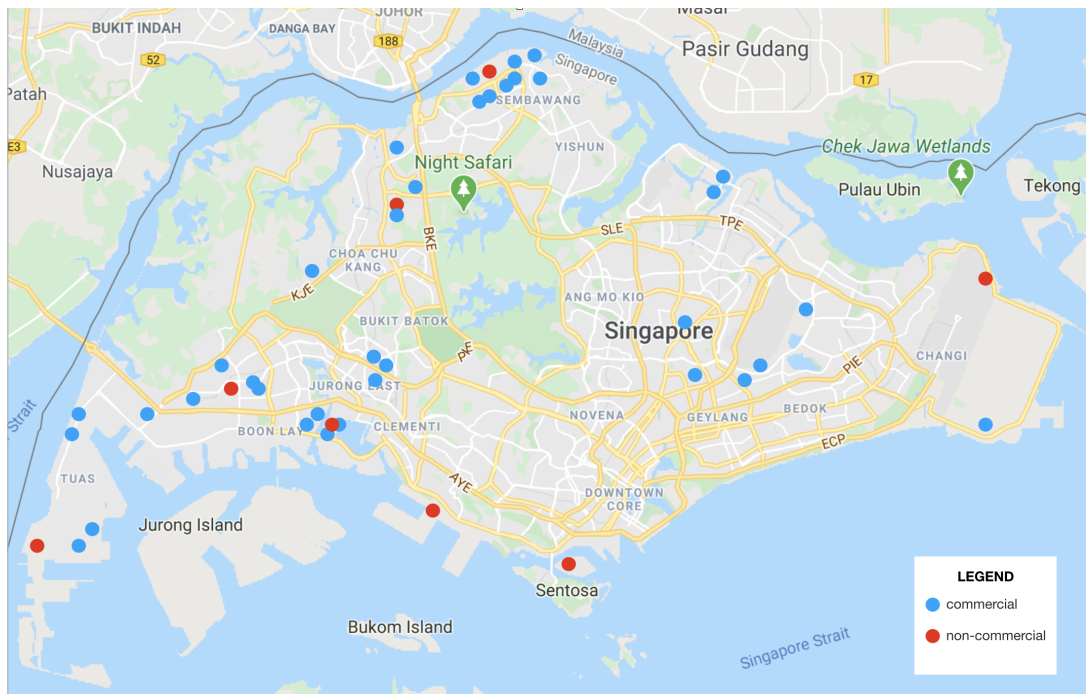 JOHOR
Masai
BUKIT INDAH
DANGA BAY
188
Malaysia
Singapore
Pasir Gudang
52
17
Patah
SEMBAWANG
E3
Nusajaya
YISHUN
Chek Jawa Wetlands
Night Safari
Pulau Ubin
Tekong
BKE
SLE
TPE
CHOA CHU
KANG
KJE
ANG MO KIO
BUKIT BATOK
Singapore
PIE
PIE
CHANGI
JURONG EAST
Strait
NOVENA
GEYLANG
BEDOK
BOON LAY
CLEMENTI
ECP
TUAS
AYE
DOWNTOWN
CORE
Jurong Island
LEGEND
Sentosa
commercial
Bukom Island
non-commercial
Singapore Strait